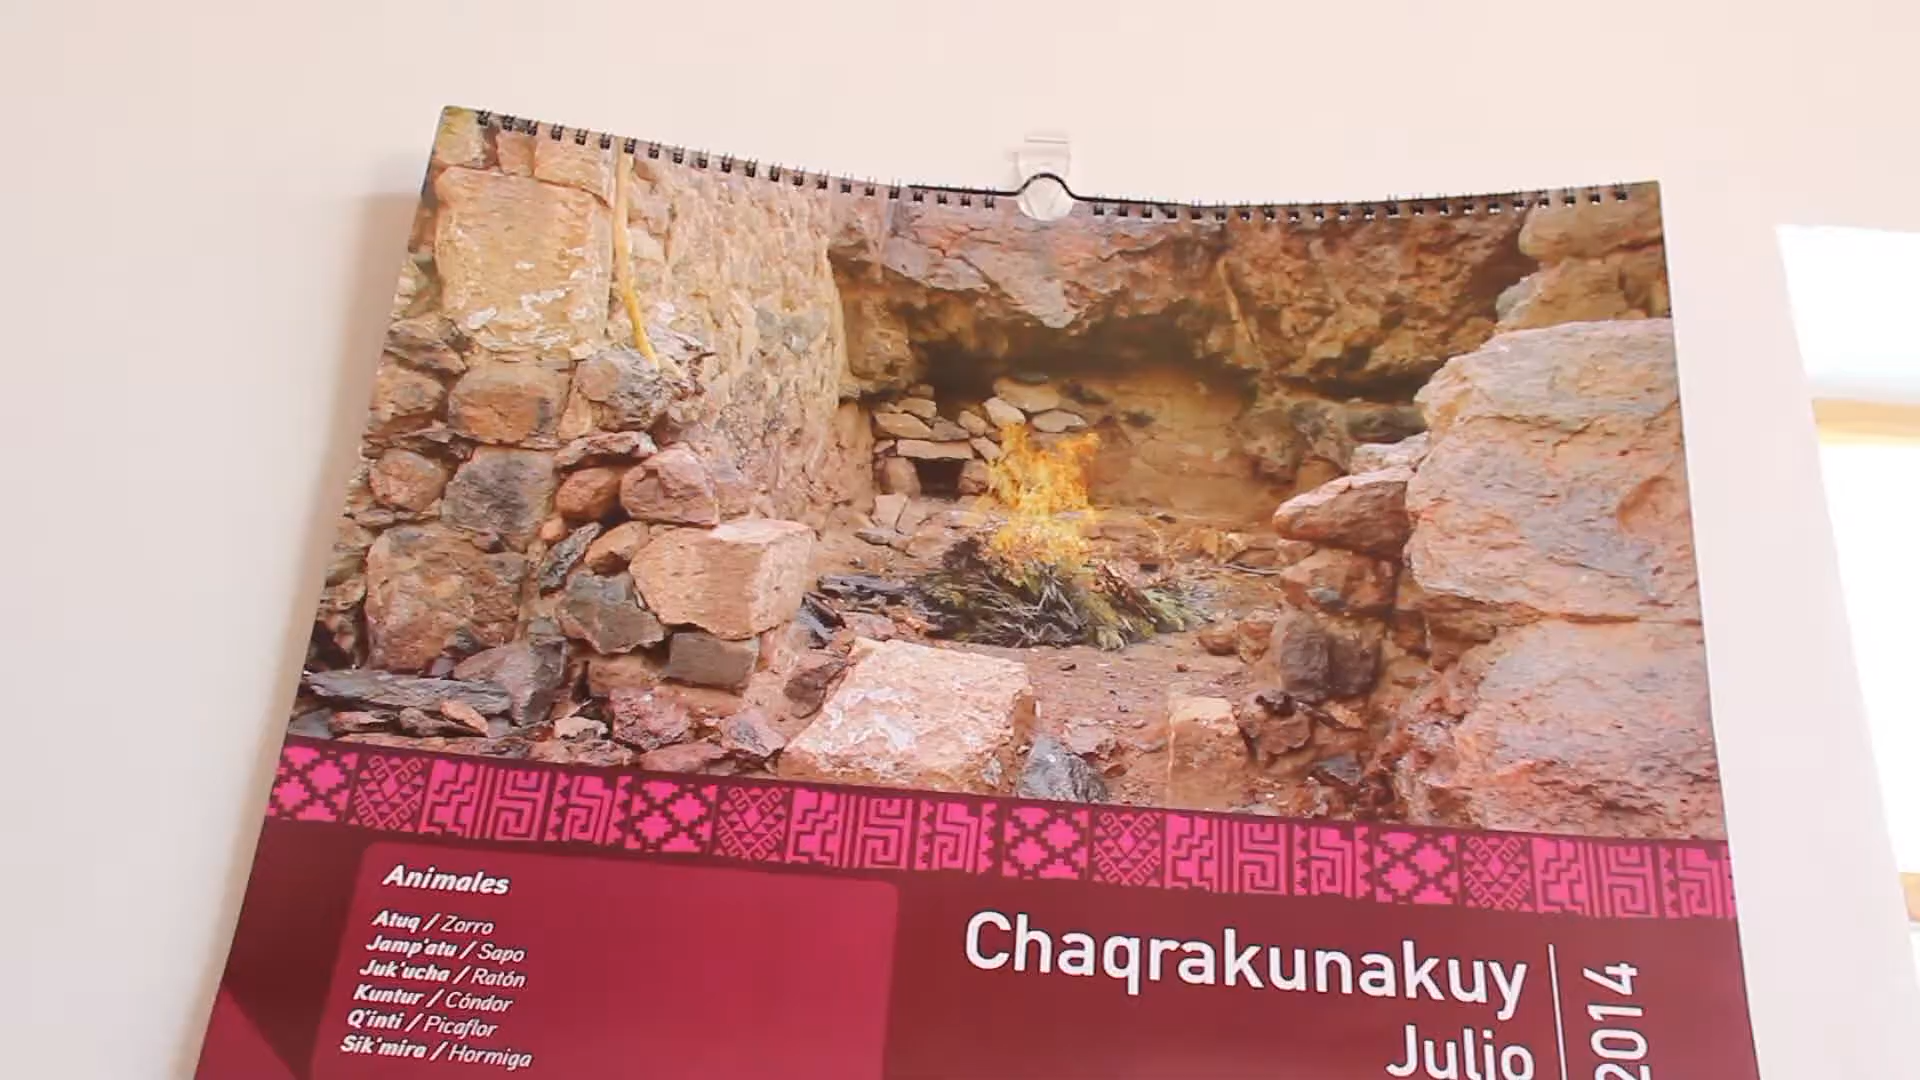 Animales
Atuq / Zorro
Jamp'atu / Sapo
Juk'ucha / Ratón
Kuntur / Cóndor
Q'inti / Picaflor
Sik'mira / Hormiga
Chaqrakunakuy
Julio
2014